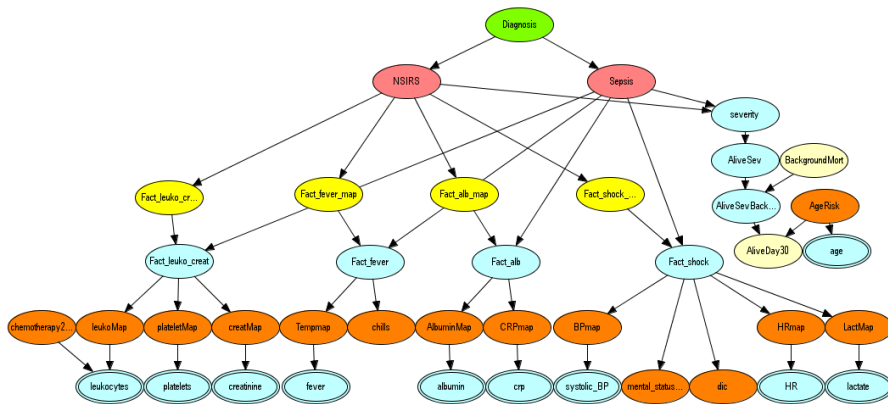 Diagnosis
NSIRS
Sepsis
severity
AliveSev
BackgroundMort
Fact_leuko_cr...
Fact_fever_map
Fact_alb_map
Fact_shock_...
AliveSevBack...
AgeRisk
Fact_leuko_creat
Fact_fever
Fact_alb
Fact_shock
AliveDay30
age
chemotherapy2...
leukoMap
plateletMap
creatMap
Tempmap
chills
AlbuminMap
CRPmap
BPmap
HRmap
LactMap
leukocytes
platelets
creatinine
fever
albumin
crp
systolic_BP
mental_status...
dic
HR
lactate